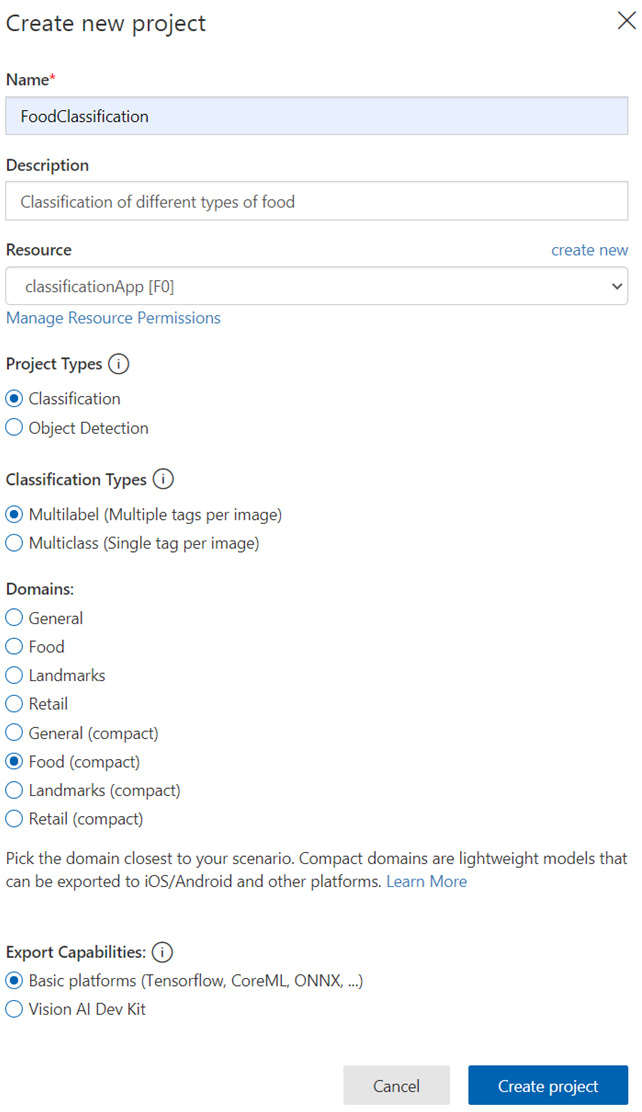 Create new project
Name*
FoodClassification
Description
Classification of different types of food
Resource
create new
classificationApp [F0]
Manage Resource Permissions
Project Types
Classification
Object Detection
Classification Types
Multilabel (Multiple tags per image)
Multiclass (Single tag per image)
Domains:
General
Food
Landmarks
Retail
General (compact)
Food (compact)
Landmarks (compact)
Retail (compact)
Pick the domain closest to your scenario. Compact domains are lightweight models that
can be exported to iOS/Android and other platforms. Learn More
Export Capabilities:
Basic platforms (Tensorflow, CoreML, ONNX, ...)
Vision AI Dev Kit
Cancel
Create project